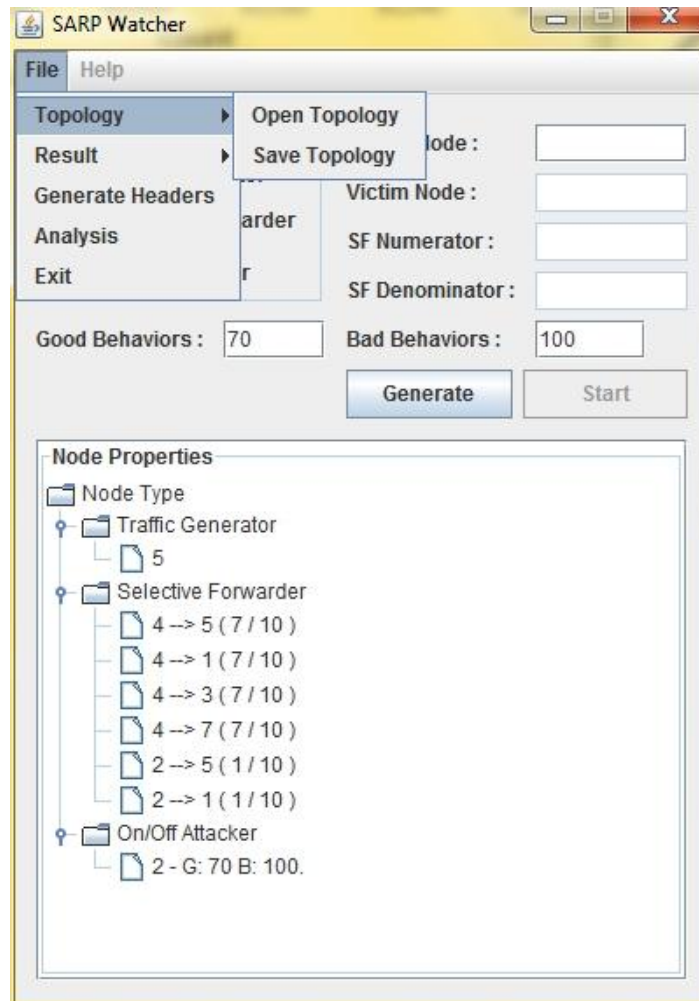 SARP Watcher
File Help
Topology Open Topology
Result Save Topology
Generate Headers
Analysis
Exit
Victim Node :
SF Numerator :
SF Denominator :
Good Behaviors : 70 Bad Behaviors : 100
Generate Start
Node Properties
Node Type
Traffic Generator
5
Selective Forwarder
4 --> 5 ( 7 / 10 )
4 --> 1 ( 7 / 10 )
4 --> 3 ( 7 / 10 )
4 --> 7 ( 7 / 10 )
2 --> 5 ( 1 / 10 )
2 --> 1 ( 1 / 10 )
On/Off Attacker
2 - G: 70 B: 100.